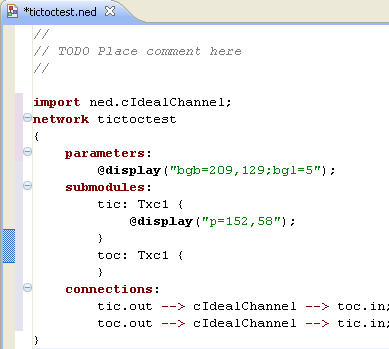 *tictoctest.ned
//
// TODO Place comment here
//
import ned.cIdealChannel;
network tictoctest
{
parameters:
@display("bgb=209,129;bgl=5");
submodules:
tic: Txc1 {
@display("p=152,58");
}
toc: Txc1 {
}
connections:
tic.out --> cIdealChannel --> toc.in;
toc.out --> cIdealChannel --> tic.in;
}